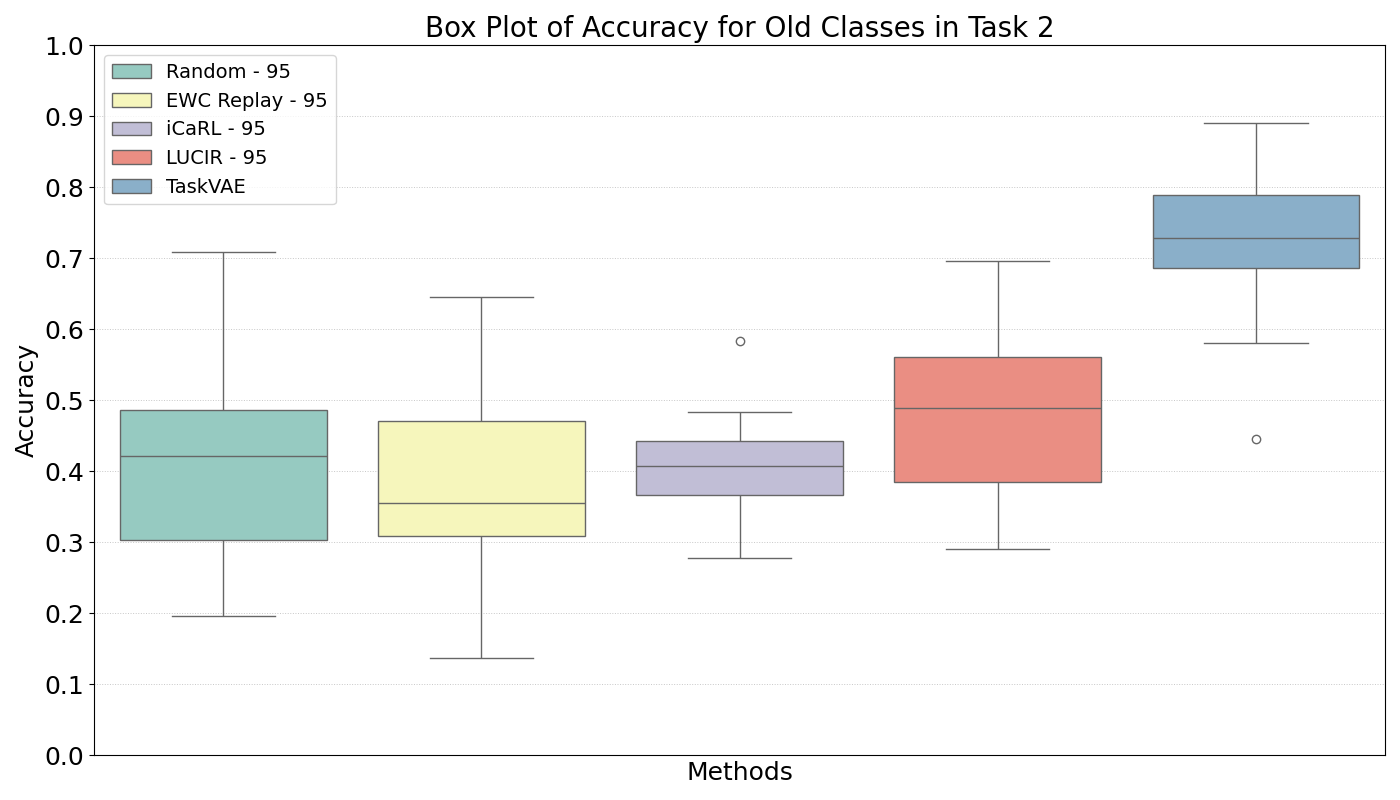 Box Plot of Accuracy for Old Classes in Task 2
1.0
0.9
0.8
0.7
0.6
0.5
0.4
0.3
0.2
0.1
0.0
Accuracy
Random - 95
EWC Replay - 95
iCaRL - 95
LUCIR - 95
TaskVAE
Methods